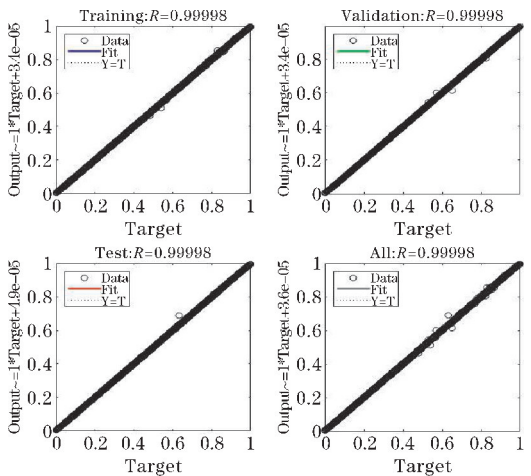 Training:R=0.99998
Output~=1*Target+3.4e-05
1
0.8
0.6
0.4
0.2
0
Data
Fit
Y=T
0 0.2 0.4 0.6 0.8 1
Target
Validation:R=0.99998
Output~=1*Target+3.4e-05
1
0.8
0.6
0.4
0.2
0
Data
Fit
Y=T
0 0.2 0.4 0.6 0.8 1
Target
Test:R=0.99998
Output~=1*Target+4.9e-05
1
0.8
0.6
0.4
0.2
0
Data
Fit
Y=T
0 0.2 0.4 0.6 0.8 1
Target
All:R=0.99998
Output~=1*Target+3.6e-05
1
0.8
0.6
0.4
0.2
0
Data
Fit
Y=T
0 0.2 0.4 0.6 0.8 1
Target